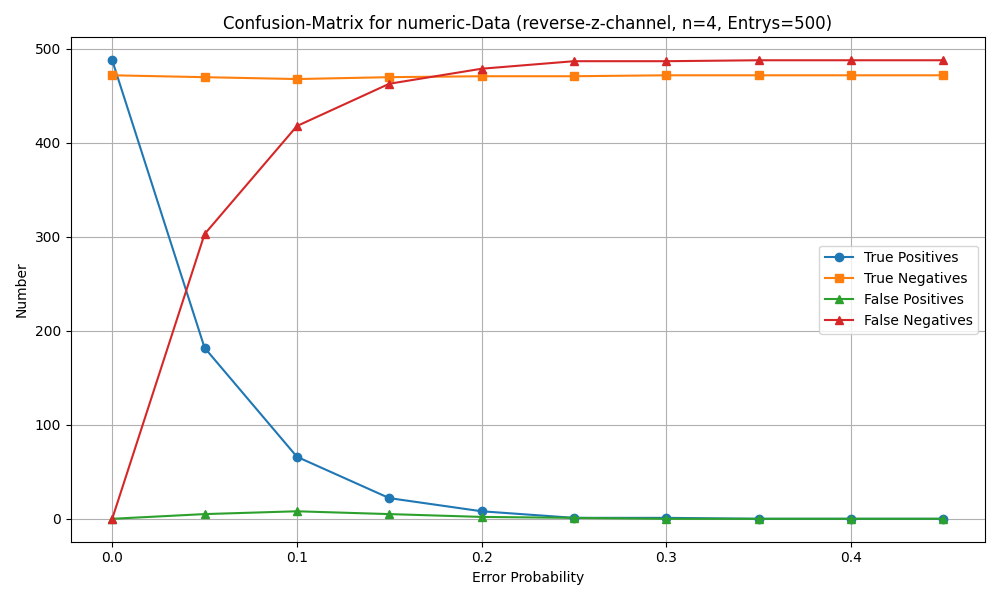 Confusion-Matrix for numeric-Data (reverse-z-channel, n=4, Entrys=500)
500
400
300
200
100
0
Number
True Positives
True Negatives
False Positives
False Negatives
0.0 0.1 0.2 0.3 0.4
Error Probability